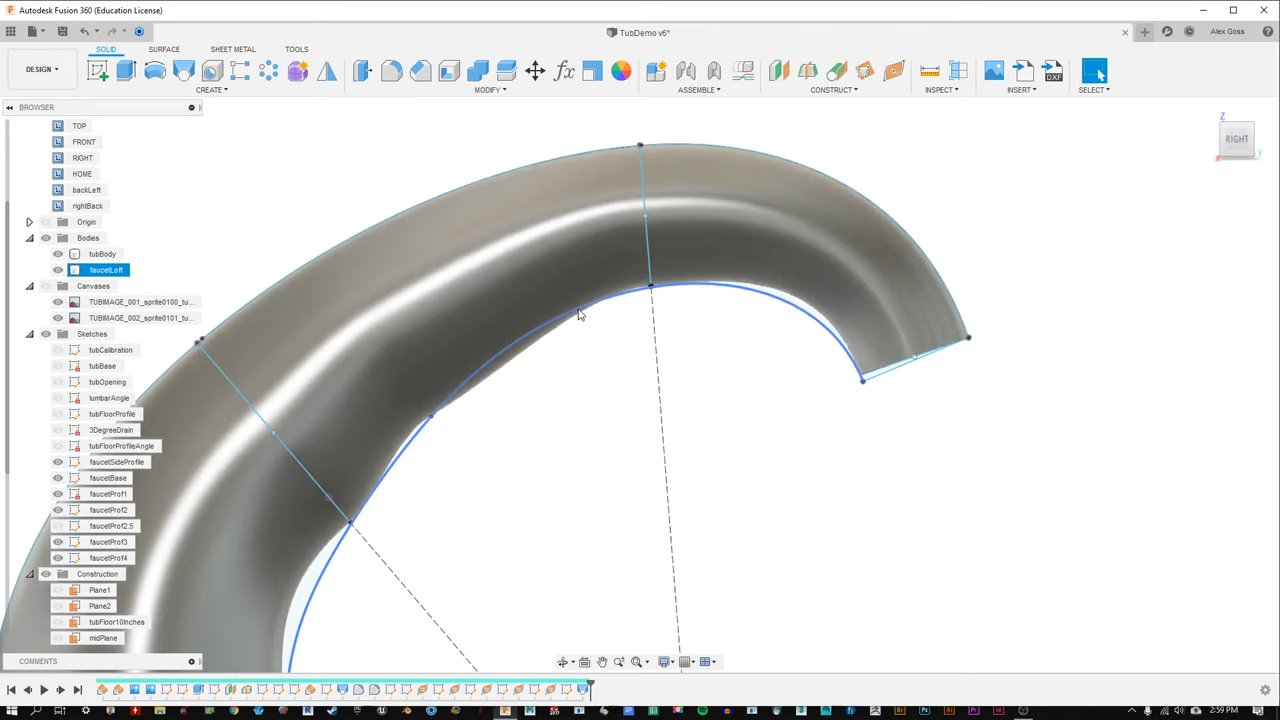 Autodesk Fusion 360 (Education License)
TubDemo v6*
Alex Goss
SOLID SURFACE SHEET METAL TOOLS
DESIGN
CREATE MODIFY ASSEMBLE CONSTRUCT INSPECT INSERT SELECT
BROWSER
TOP
FRONT
RIGHT
HOME
backLeft
rightBack
Origin
Bodies
tubBody
faucetLoft
Canvases
TUBIMAGE_001_sprite0100_tu...
TUBIMAGE_002_sprite0101_tu...
Sketches
tubCalibration
tubBase
tubOpening
lumbarAngle
tubFloorProfile
3DegreeDrain
tubFloorProfileAngle
faucetSideProfile
faucetBase
faucetProf1
faucetProf2
faucetProf2.5
faucetProf3
faucetProf4
Construction
Plane1
Plane2
tubFloor10Inches
midPlane
COMMENTS
Z
RIGHT
X
Y
DXF
2:59 PM